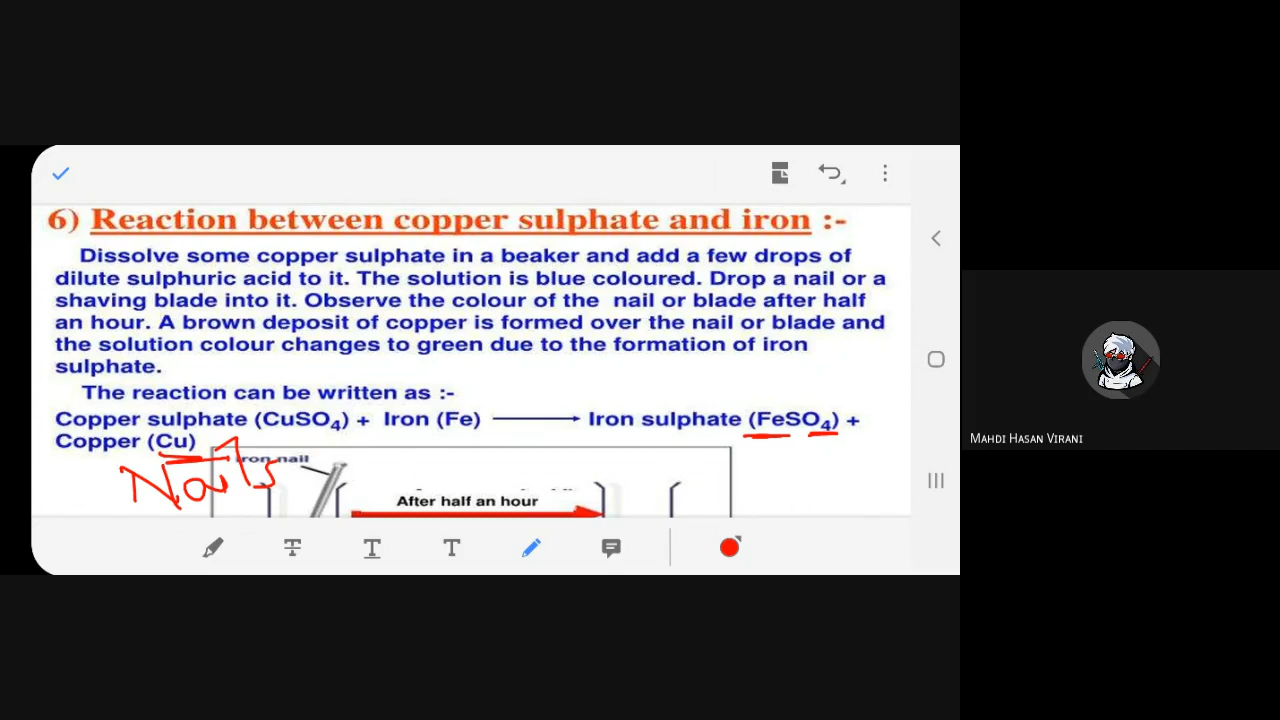 6) Reaction between copper sulphate and iron :-
Dissolve some copper sulphate in a beaker and add a few drops of
dilute sulphuric acid to it. The solution is blue coloured. Drop a nail or a
shaving blade into it. Observe the colour of the nail or blade after half
an hour. A brown deposit of copper is formed over the nail or blade and
the solution colour changes to green due to the formation of iron
sulphate.
The reaction can be written as :-
Copper sulphate (CuSO4) + Iron (Fe) ⟶ Iron sulphate (FeSO4) +
Copper (Cu)
Iron nail
Nails
After half an hour
T T T
MAHDI HASAN VIRANI